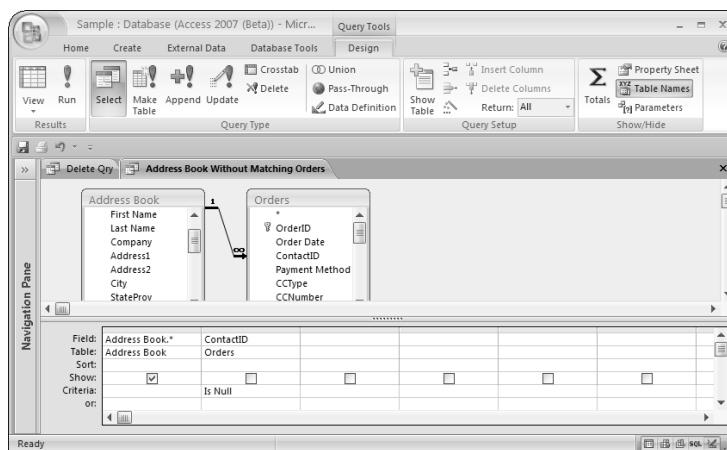 Sample : Database (Access 2007 (Beta)) - Micr... Query Tools
Home Create External Data Database Tools Design
View Run Select Make Table Append Update Crosstab Delete Union Pass-Through Data Definition Show Table Insert Column Delete Columns Return: All Totals Property Sheet XYZ Table Names Parameters
Results Query Type Query Setup Show/Hide
Delete Qry Address Book Without Matching Orders
Navigation Pane
Address Book
First Name
Last Name
Company
Address1
Address2
City
StateProv
1
∞
Orders
*
OrderID
Order Date
ContactID
Payment Method
CCType
CCNumber
Field: Address Book.* ContactID
Table: Address Book Orders
Sort:
Show:
Criteria: Is Null
or:
Ready SQL